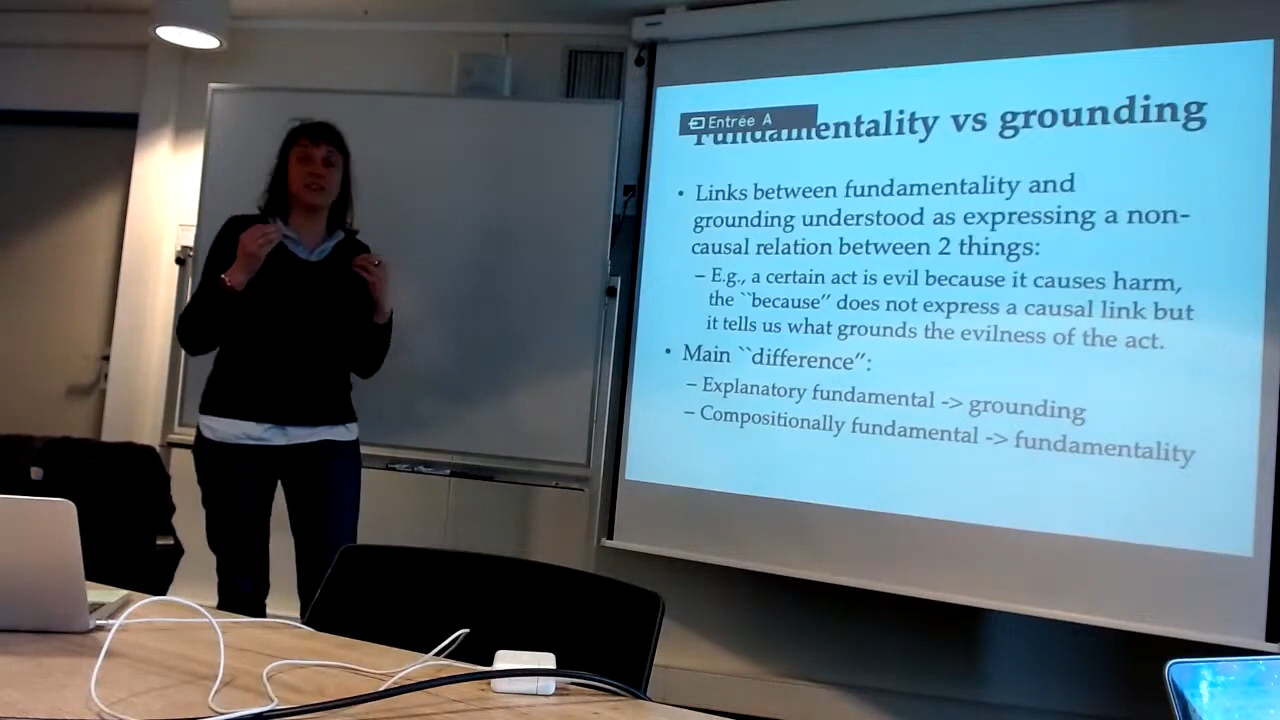 Entrée A
Fundamentality vs grounding
• Links between fundamentality and
grounding understood as expressing a non-
causal relation between 2 things:
– E.g., a certain act is evil because it causes harm,
the ``because'' does not express a causal link but
it tells us what grounds the evilness of the act.
• Main ``difference'':
– Explanatory fundamental -> grounding
– Compositionally fundamental -> fundamentality